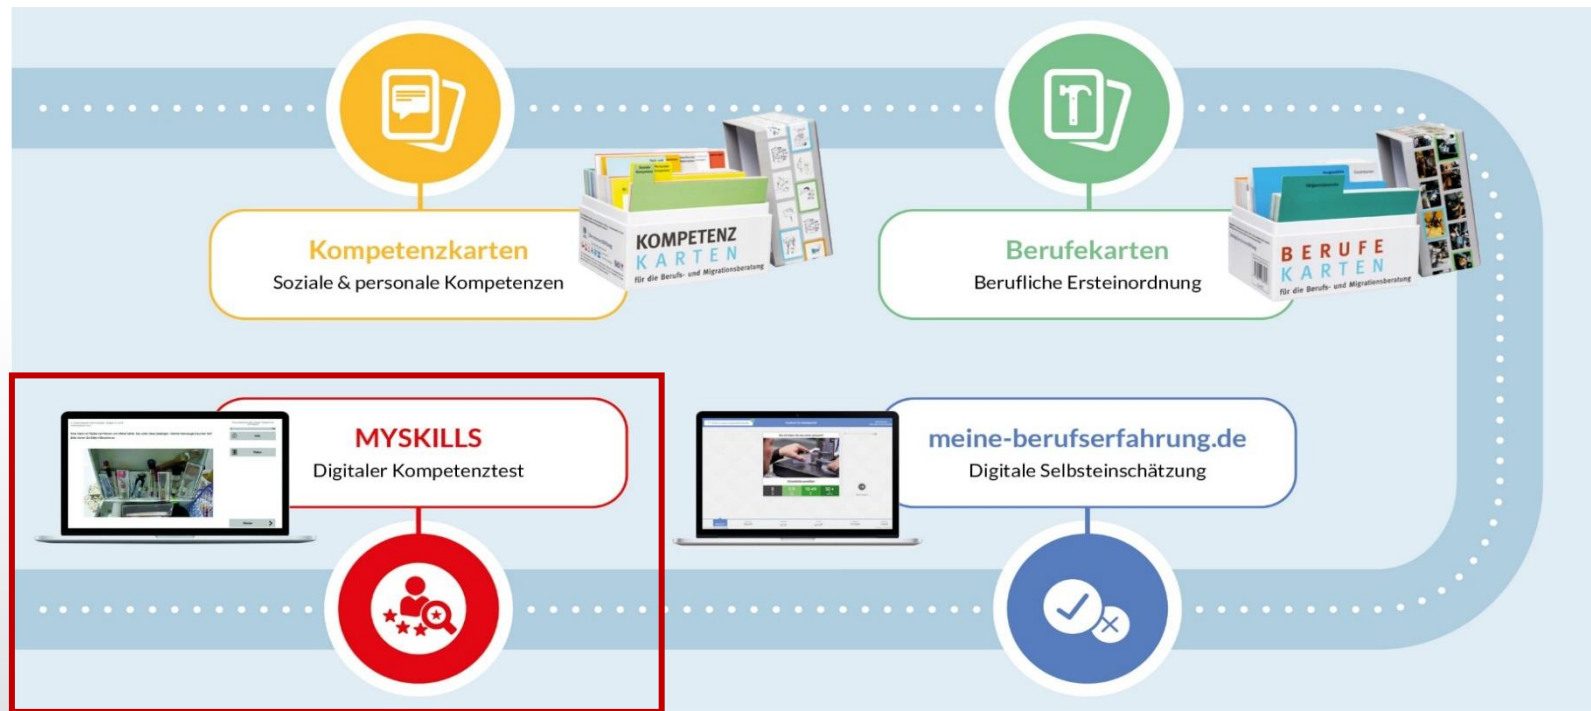 Kompetenzkarten
Soziale & personale Kompetenzen
KOMPETENZ
KARTEN
für die Berufs- und Migrationsberatung
Berufekarten
Berufliche Ersteinordnung
BERUFE
KARTEN
für die Berufs- und Migrationsberatung
MYSKILLS
Digitaler Kompetenztest
meine-berufserfahrung.de
Digitale Selbsteinschätzung